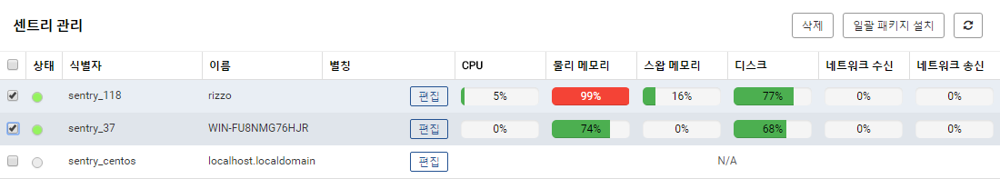 센트리 관리
삭제 일괄 패키지 설치
상태 식별자 이름 별칭 CPU 물리 메모리 스왑 메모리 디스크 네트워크 수신 네트워크 송신
sentry_118 rizzo 편집 5% 99% 16% 77% 0% 0%
sentry_37 WIN-FU8NMG76HJR 편집 0% 74% 0% 68% 0% 0%
sentry_centos localhost.localdomain 편집 N/A